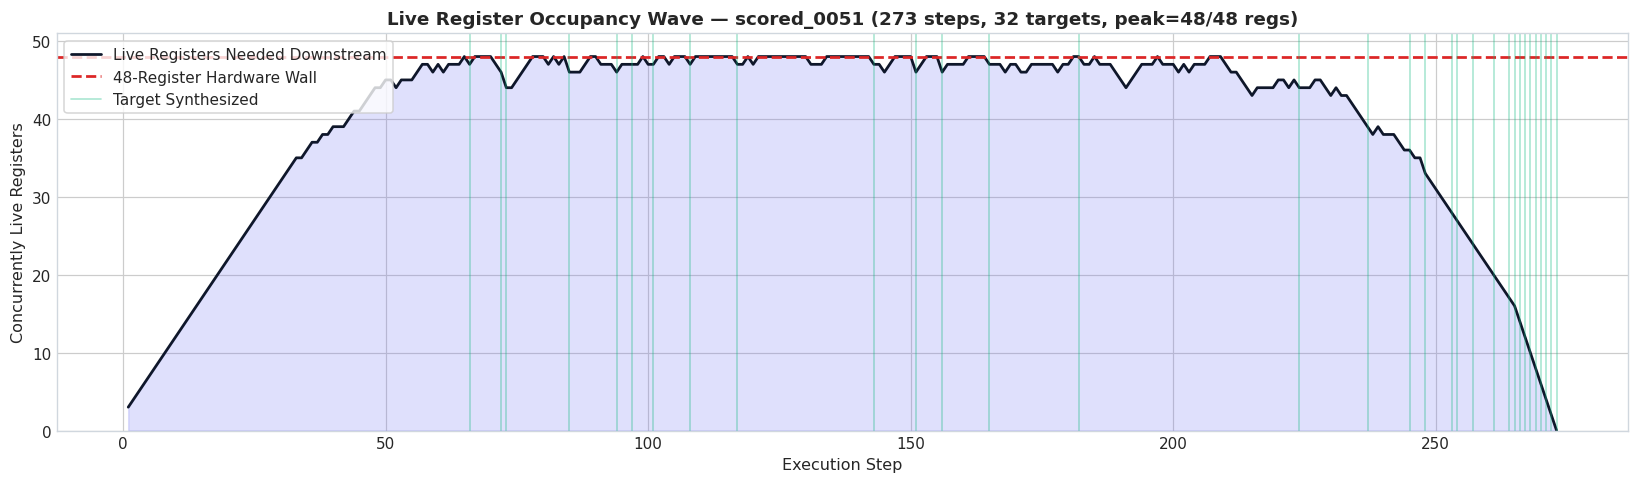 Live Register Occupancy Wave — scored_0051 (273 steps, 32 targets, peak=48/48 regs)
Live Registers Needed Downstream
48-Register Hardware Wall
Target Synthesized
Concurrently Live Registers
50
40
30
20
10
0
0 50 100 150 200 250
Execution Step